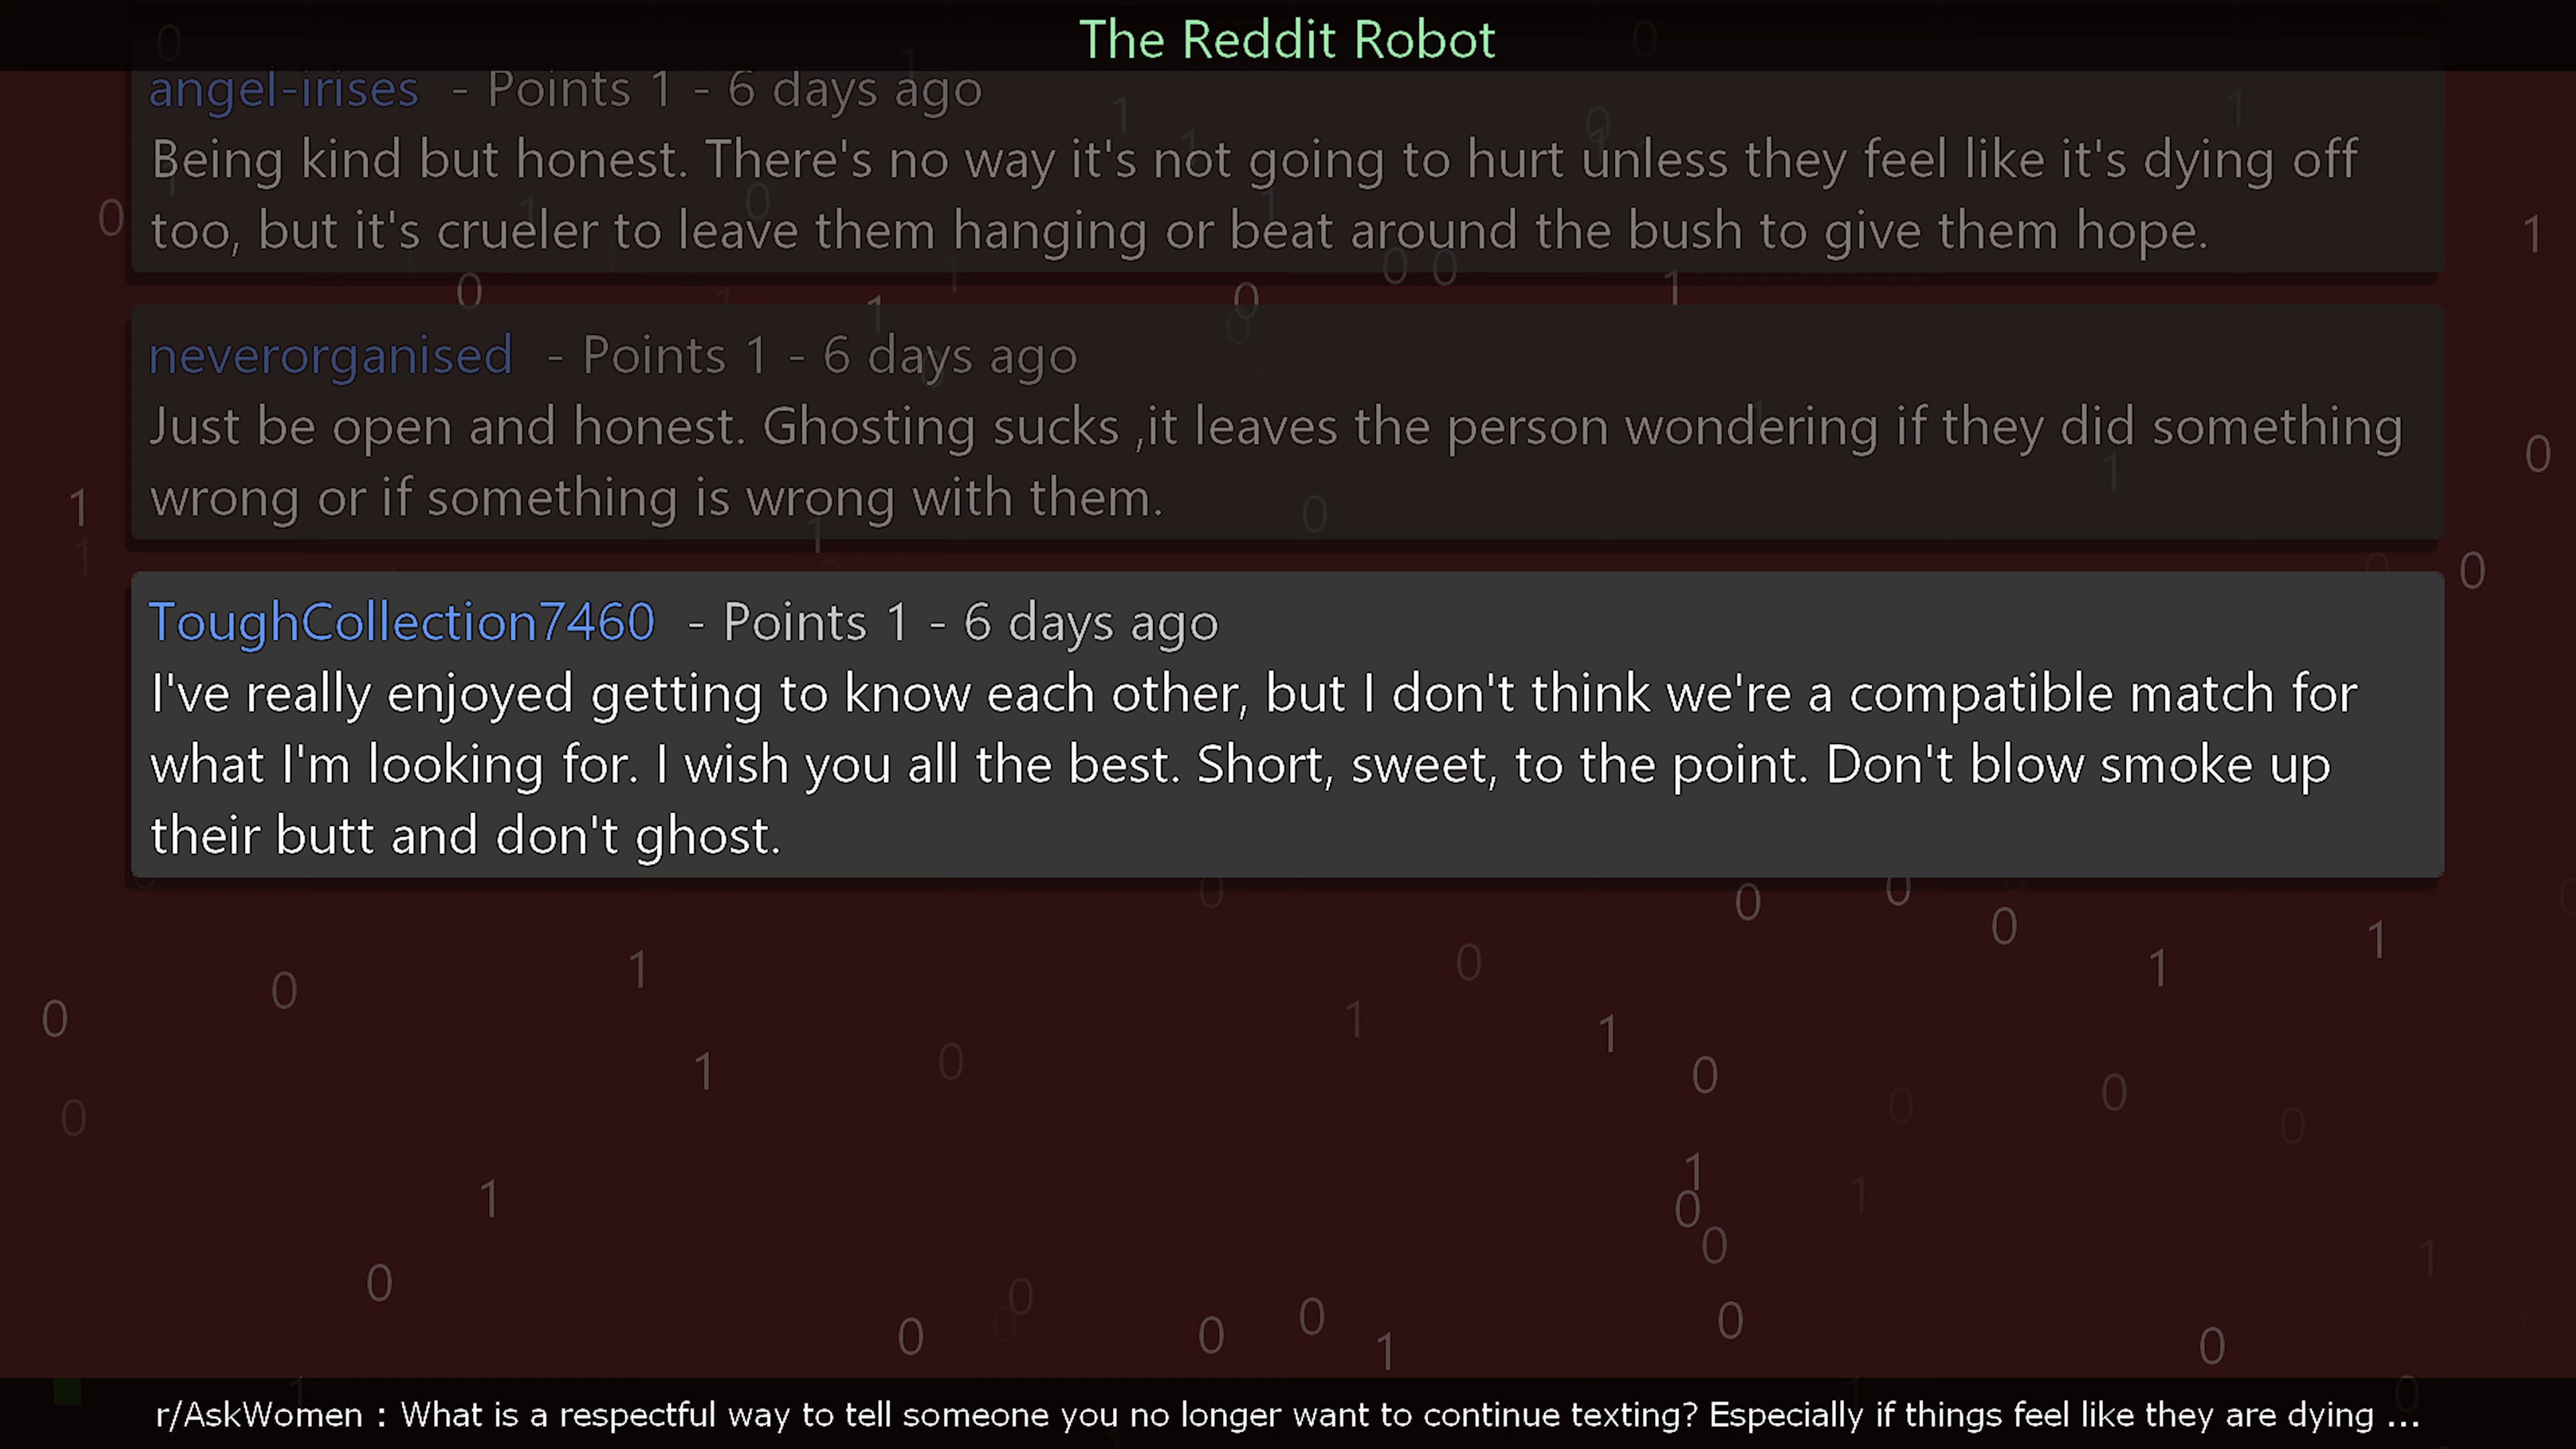 The Reddit Robot
angel-irises - Points 1 - 6 days ago
Being kind but honest. There's no way it's not going to hurt unless they feel like it's dying off
too, but it's crueler to leave them hanging or beat around the bush to give them hope.
neverorganised - Points 1 - 6 days ago
Just be open and honest. Ghosting sucks ,it leaves the person wondering if they did something
wrong or if something is wrong with them.
ToughCollection7460 - Points 1 - 6 days ago
I've really enjoyed getting to know each other, but I don't think we're a compatible match for
what I'm looking for. I wish you all the best. Short, sweet, to the point. Don't blow smoke up
their butt and don't ghost.
r/AskWomen : What is a respectful way to tell someone you no longer want to continue texting? Especially if things feel like they are dying ...